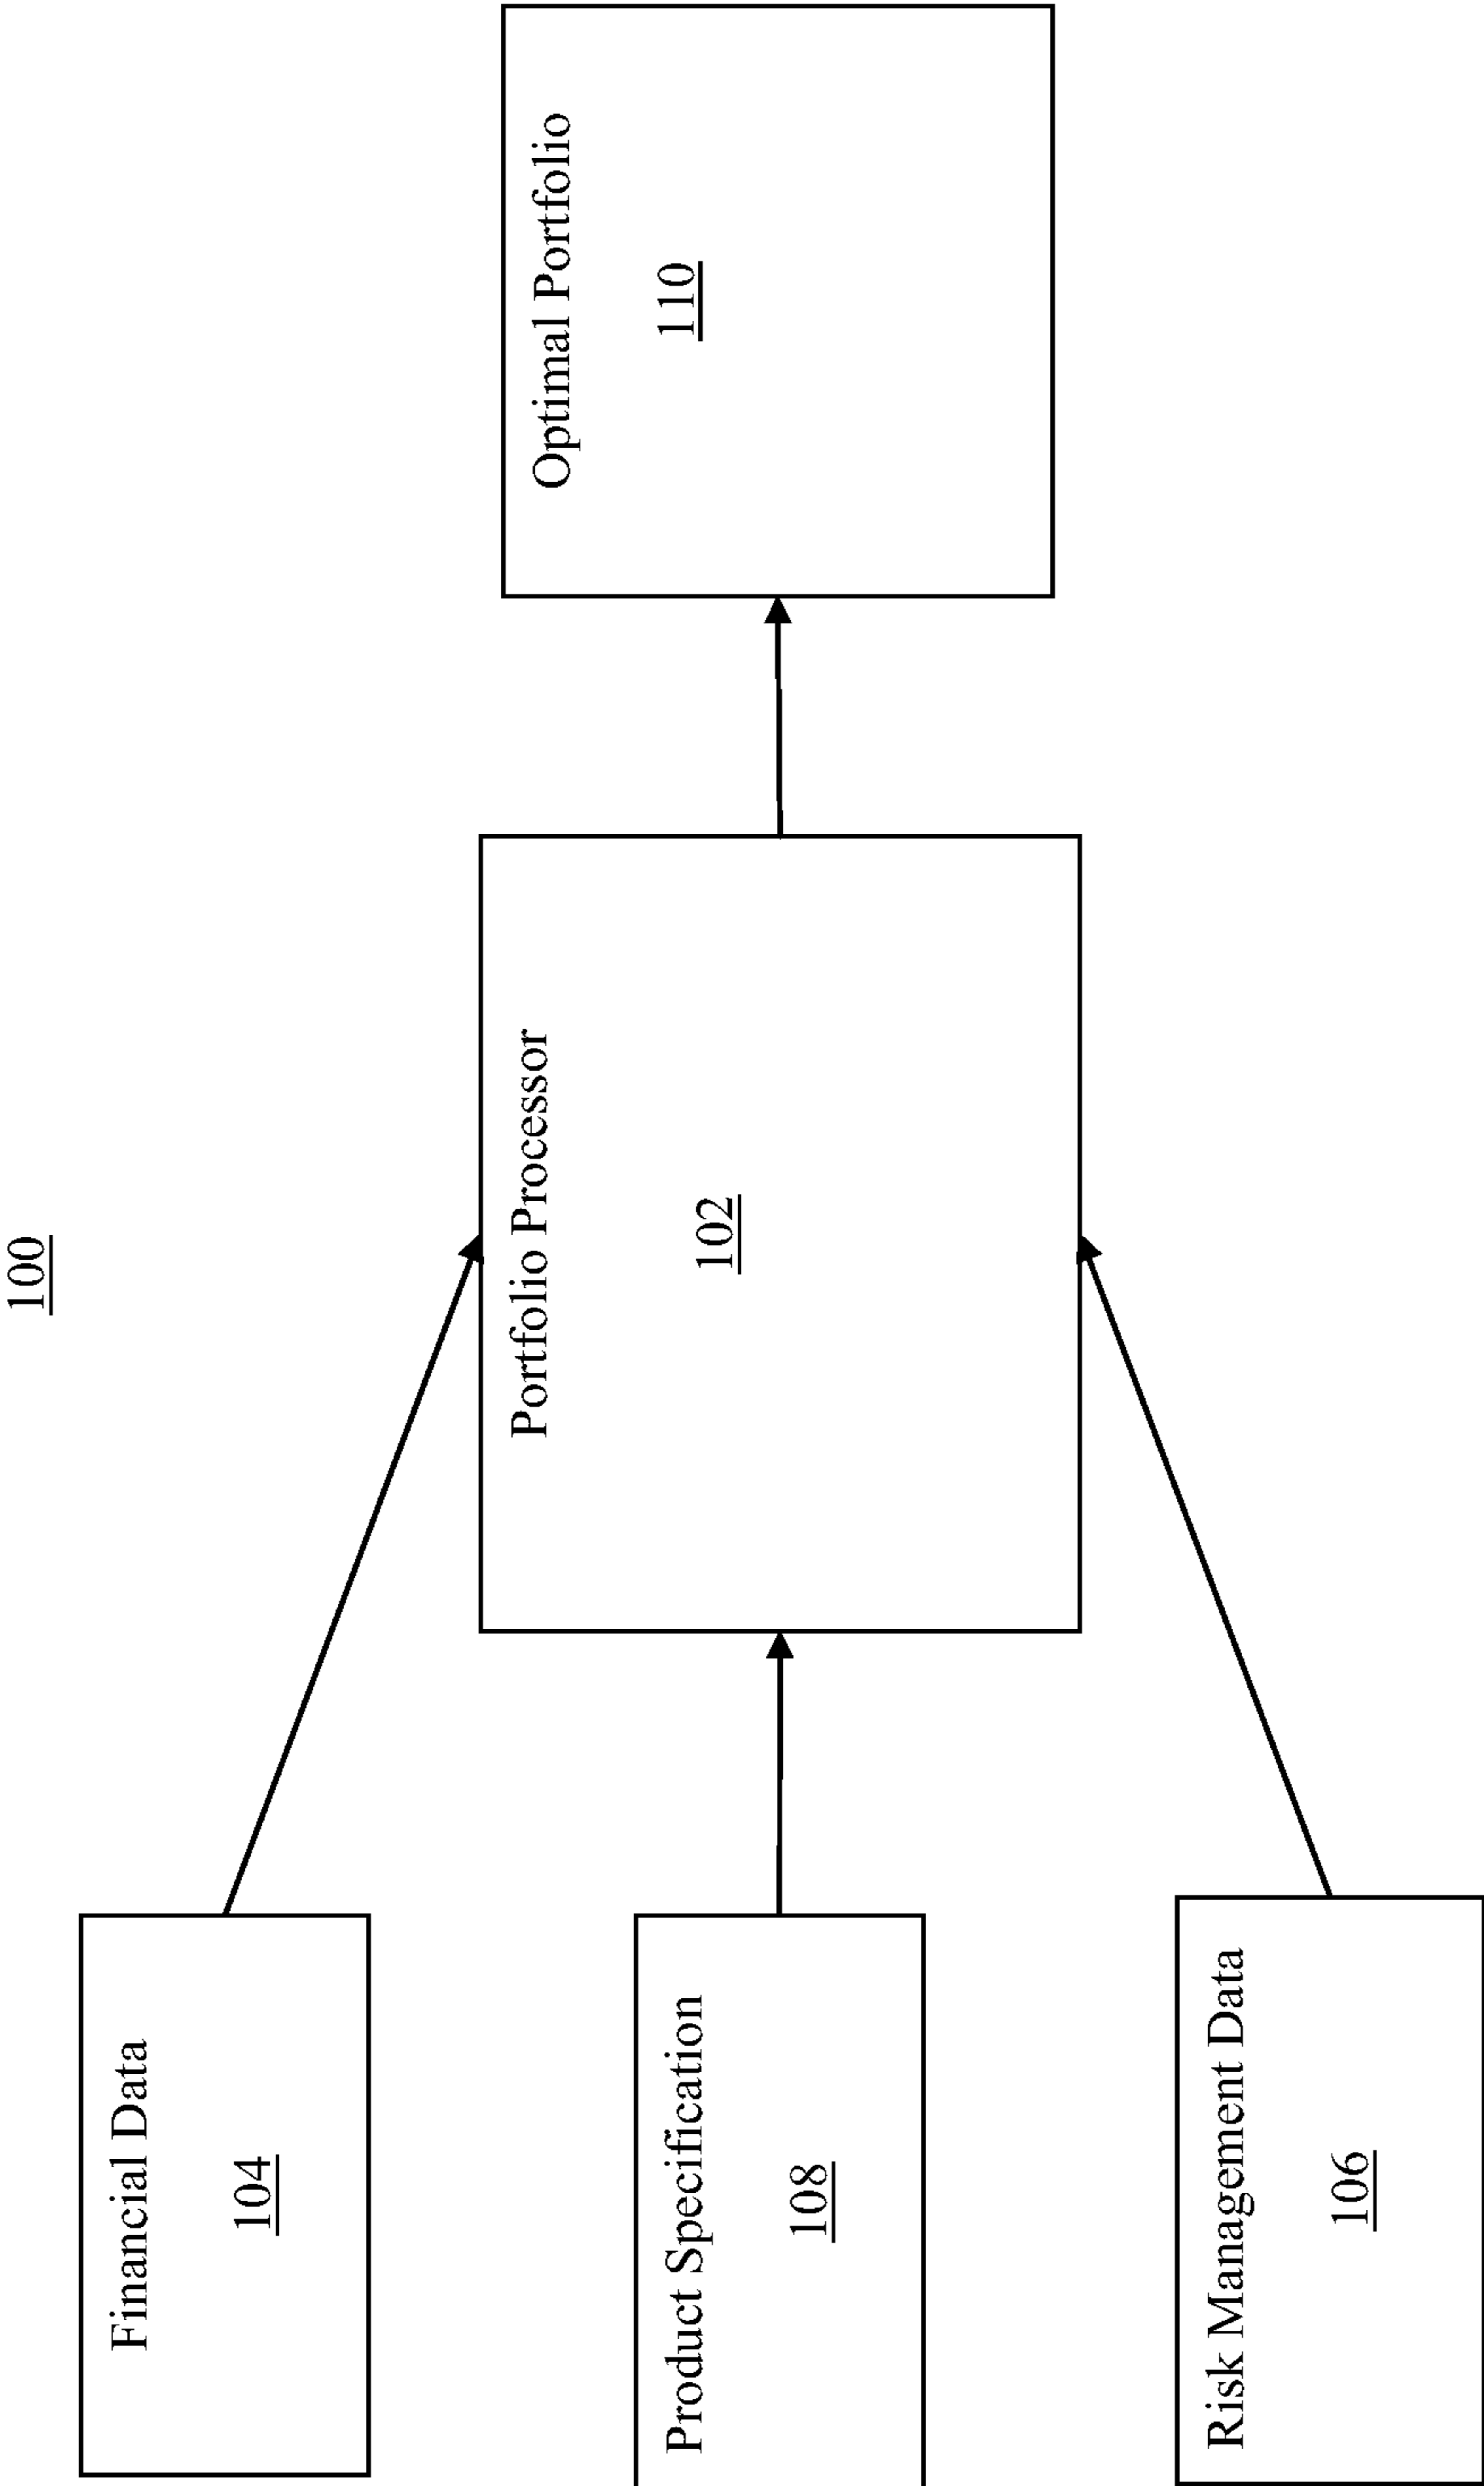 100
Financial Data
104
Product Specification
108
Risk Management Data
106
Portfolio Processor
102
Optimal Portfolio
110